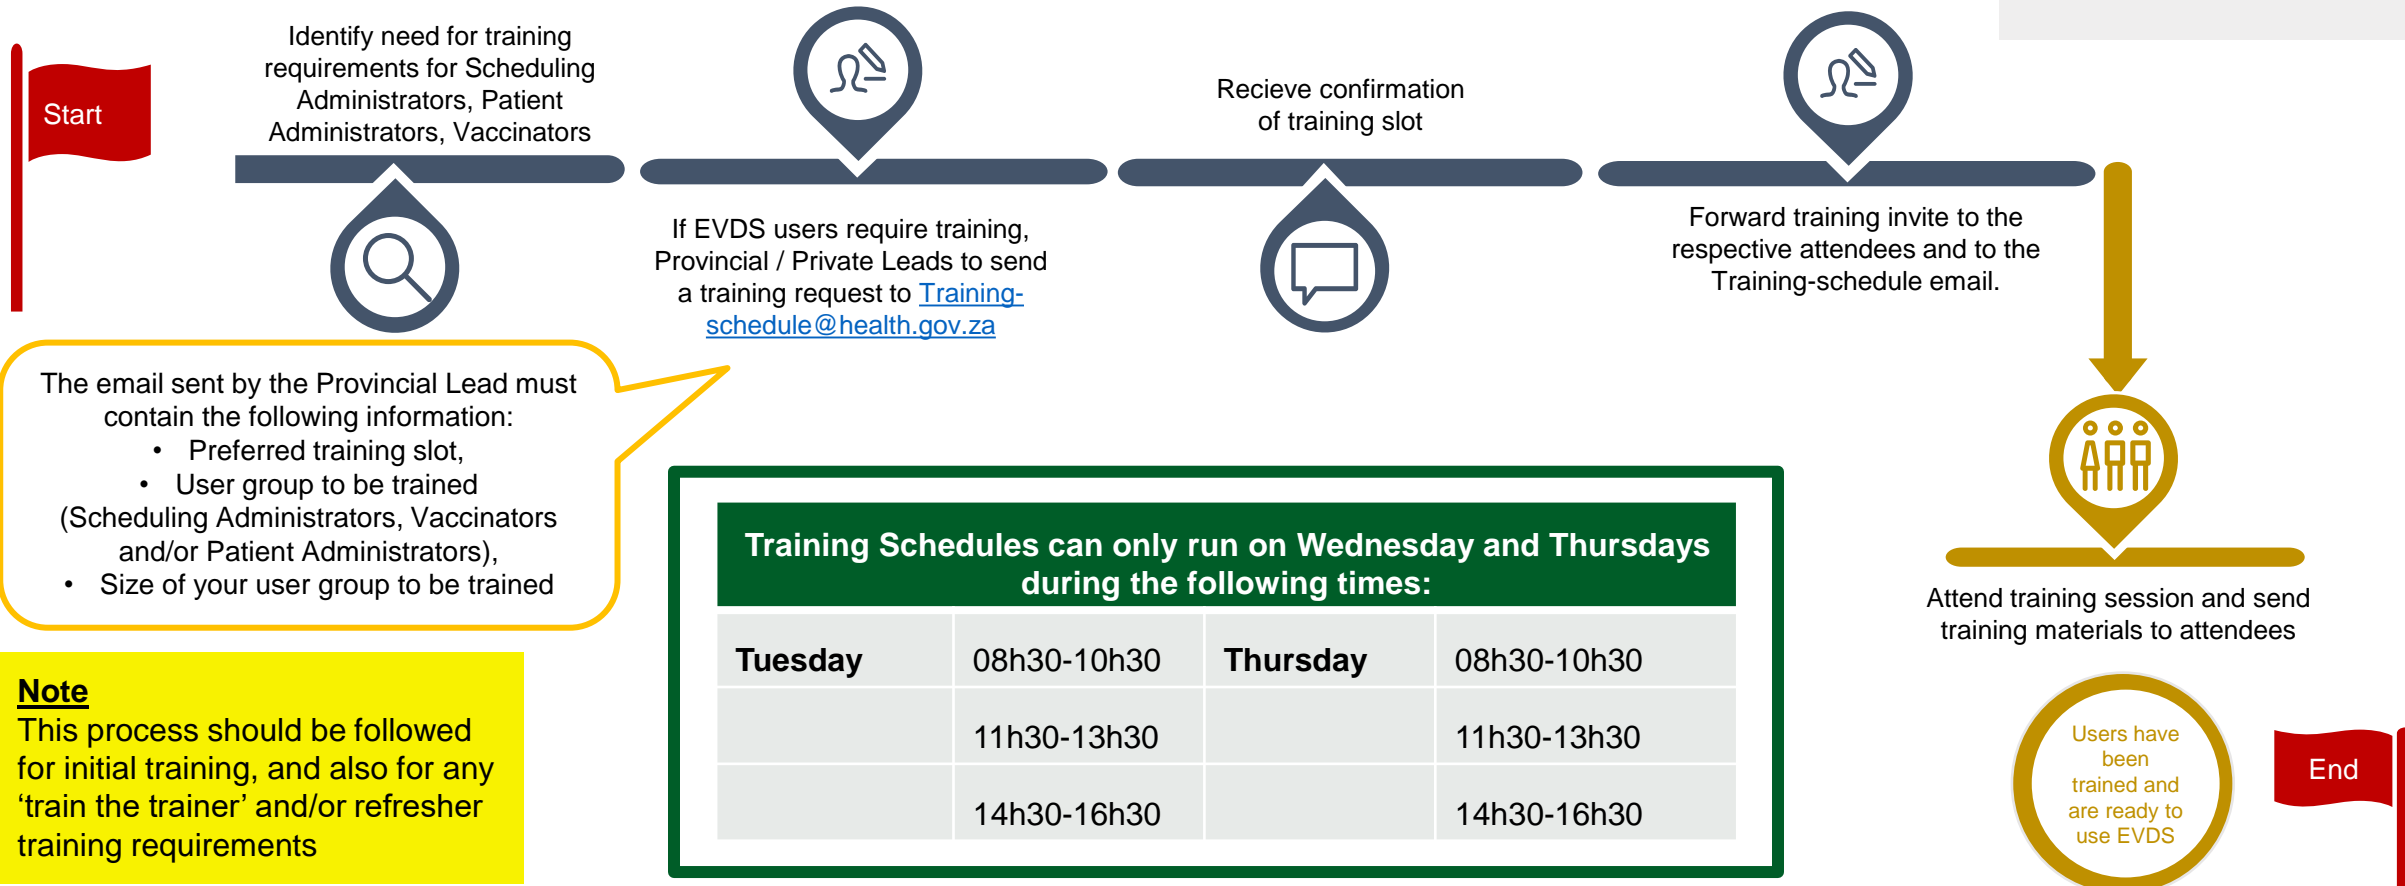 Start
Identify need for training
requirements for Scheduling
Administrators, Patient
Administrators, Vaccinators
If EVDS users require training,
Provincial / Private Leads to send
a training request to Training-
schedule@health.gov.za
Recieve confirmation
of training slot
Forward training invite to the
respective attendees and to the
Training-schedule email.
The email sent by the Provincial Lead must
contain the following information:
• Preferred training slot,
• User group to be trained
(Scheduling Administrators, Vaccinators
and/or Patient Administrators),
• Size of your user group to be trained
Note
This process should be followed
for initial training, and also for any
‘train the trainer’ and/or refresher
training requirements
Training Schedules can only run on Wednesday and Thursdays
during the following times:
Tuesday 08h30-10h30 Thursday 08h30-10h30
11h30-13h30 11h30-13h30
14h30-16h30 14h30-16h30
Attend training session and send
training materials to attendees
Users have
been
trained and
are ready to
use EVDS
End